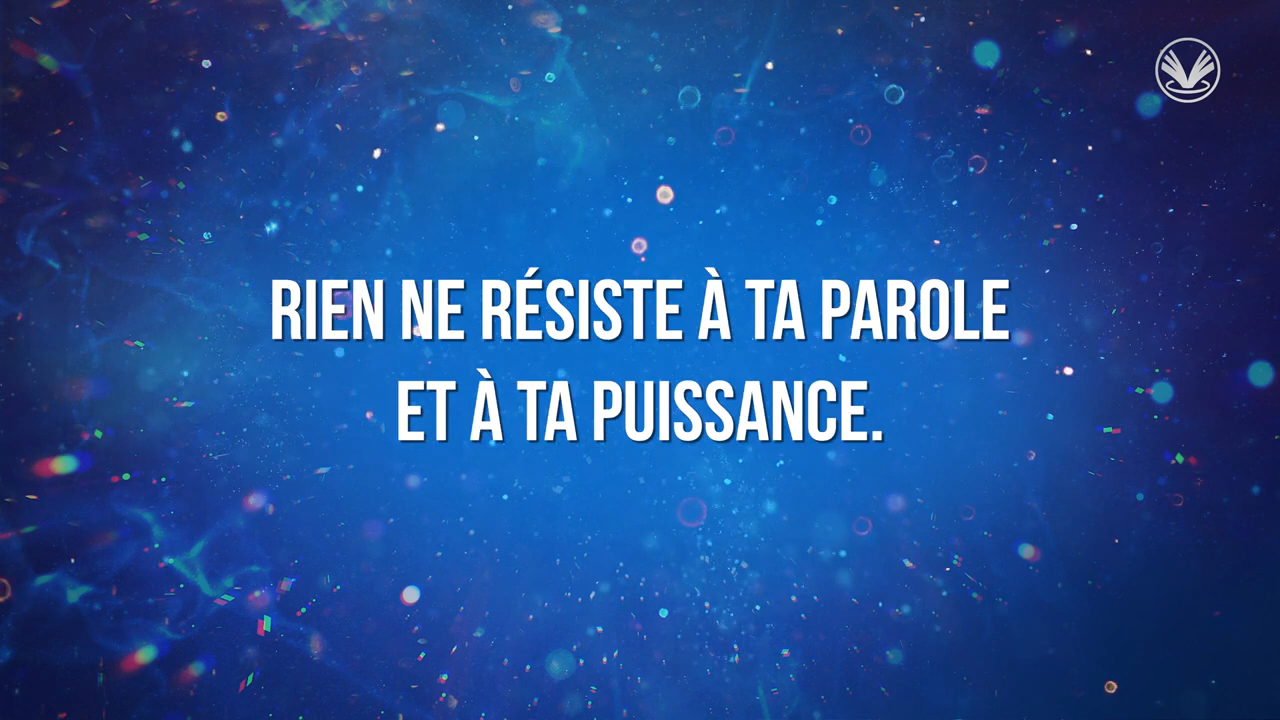 RIEN NE RÉSISTE À TA PAROLE
ET À TA PUISSANCE.